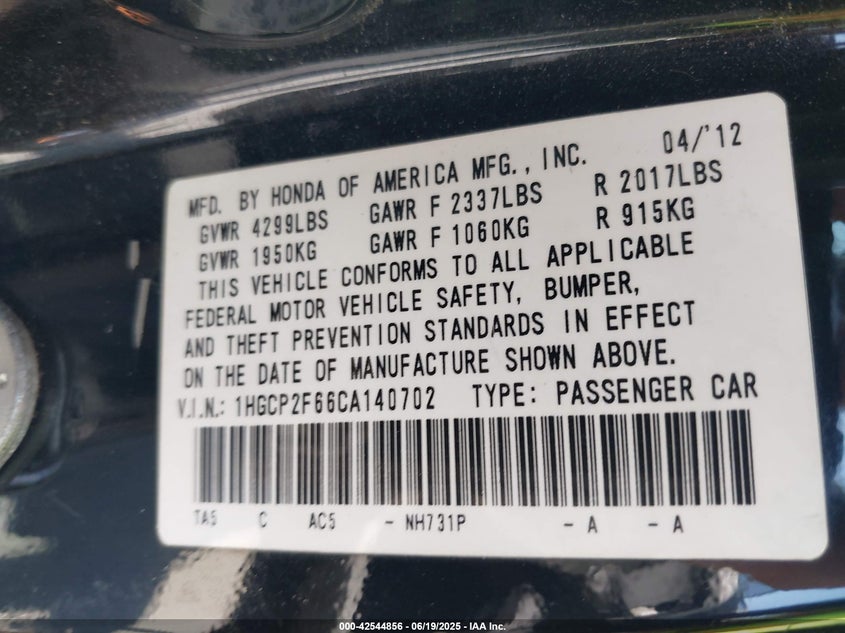 MFD. BY HONDA OF AMERICA MFG., INC. 04/'12
GVWR 4299LBS GAWR F 2337LBS R 2017LBS
GVWR 1950KG GAWR F 1060KG R 915KG
THIS VEHICLE CONFORMS TO ALL APPLICABLE
FEDERAL MOTOR VEHICLE SAFETY, BUMPER,
AND THEFT PREVENTION STANDARDS IN EFFECT
ON THE DATE OF MANUFACTURE SHOWN ABOVE.
V.I.N.: 1HGCP2F66CA140702 TYPE: PASSENGER CAR
TA5 C AC5 - NH731P - A - A
000-42544856 - 06/19/2025 - IAA Inc.